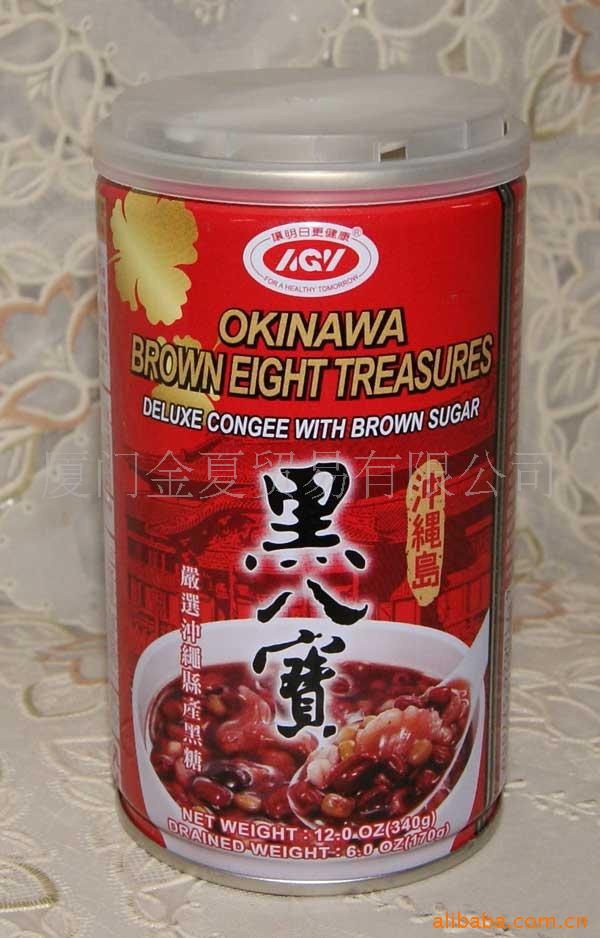 讓明日更健康®
AGV
FOR A HEALTHY TOMORROW
OKINAWA
BROWN EIGHT TREASURES
DELUXE CONGEE WITH BROWN SUGAR
厦门金夏贸易有限公司
沖縄島
黑八寶
嚴選沖繩縣產黑糖
NET WEIGHT : 12.0 OZ(340g)
DRAINED WEIGHT : 6.0 OZ(170g)
alibaba.com.cn